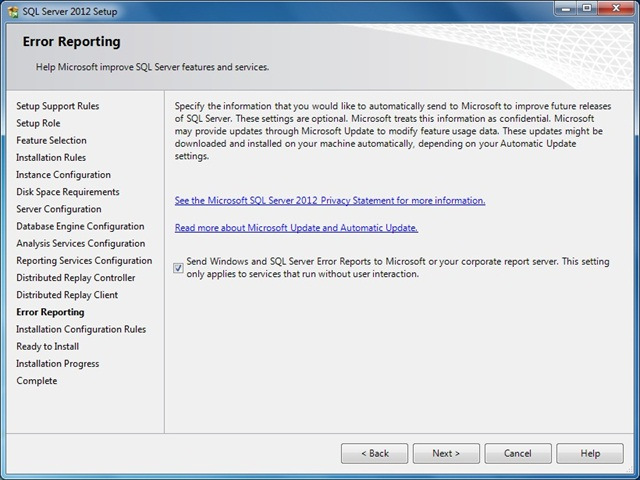 SQL Server 2012 Setup
Error Reporting
Help Microsoft improve SQL Server features and services.
Setup Support Rules
Setup Role
Feature Selection
Installation Rules
Instance Configuration
Disk Space Requirements
Server Configuration
Database Engine Configuration
Analysis Services Configuration
Reporting Services Configuration
Distributed Replay Controller
Distributed Replay Client
Error Reporting
Installation Configuration Rules
Ready to Install
Installation Progress
Complete
Specify the information that you would like to automatically send to Microsoft to improve future releases
of SQL Server. These settings are optional. Microsoft treats this information as confidential. Microsoft
may provide updates through Microsoft Update to modify feature usage data. These updates might be
downloaded and installed on your machine automatically, depending on your Automatic Update
settings.
See the Microsoft SQL Server 2012 Privacy Statement for more information.
Read more about Microsoft Update and Automatic Update.
Send Windows and SQL Server Error Reports to Microsoft or your corporate report server. This setting
only applies to services that run without user interaction.
< Back
Next >
Cancel
Help